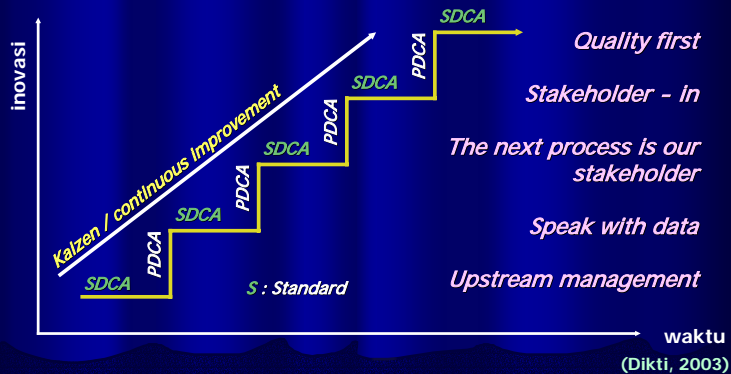 inovasi
Kaizen / continuous improvement
SDCA
PDCA
SDCA
PDCA
SDCA
PDCA
SDCA
PDCA
SDCA
S : Standard
Quality first
Stakeholder – in
The next process is our
stakeholder
Speak with data
Upstream management
waktu
(Dikti, 2003)